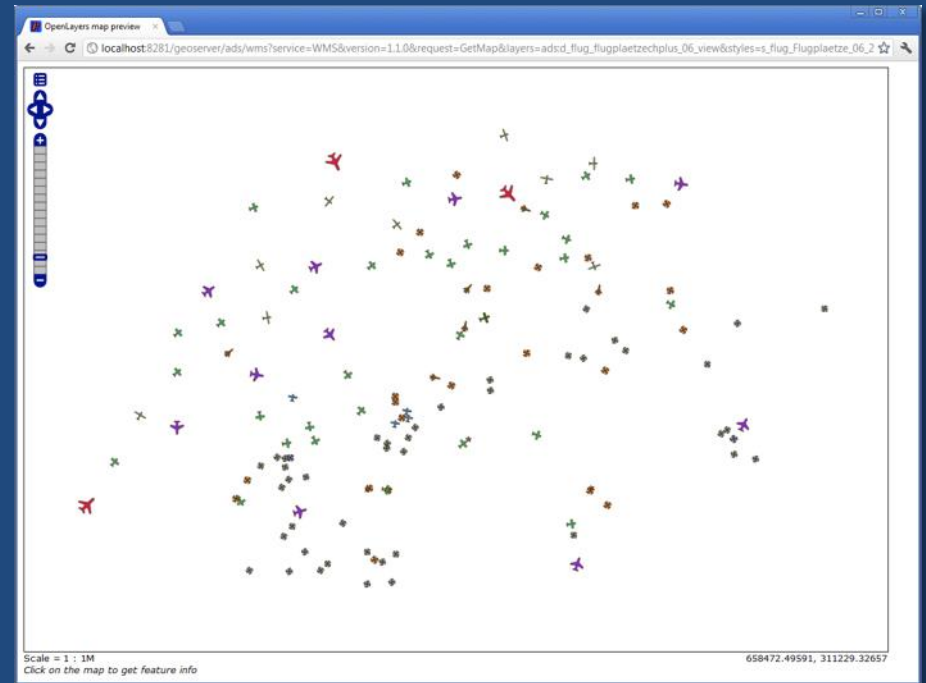 OpenLayers map preview
localhost:8281/geoserver/ads/wms?service=WMS&version=1.1.0&request=GetMap&layers=ads:d_flug_flugplaetzechplus_06_view&styles=s_flug_Flugplaetze_06_2
Scale = 1 : 1M
658472.49591, 311229.32657
Click on the map to get feature info